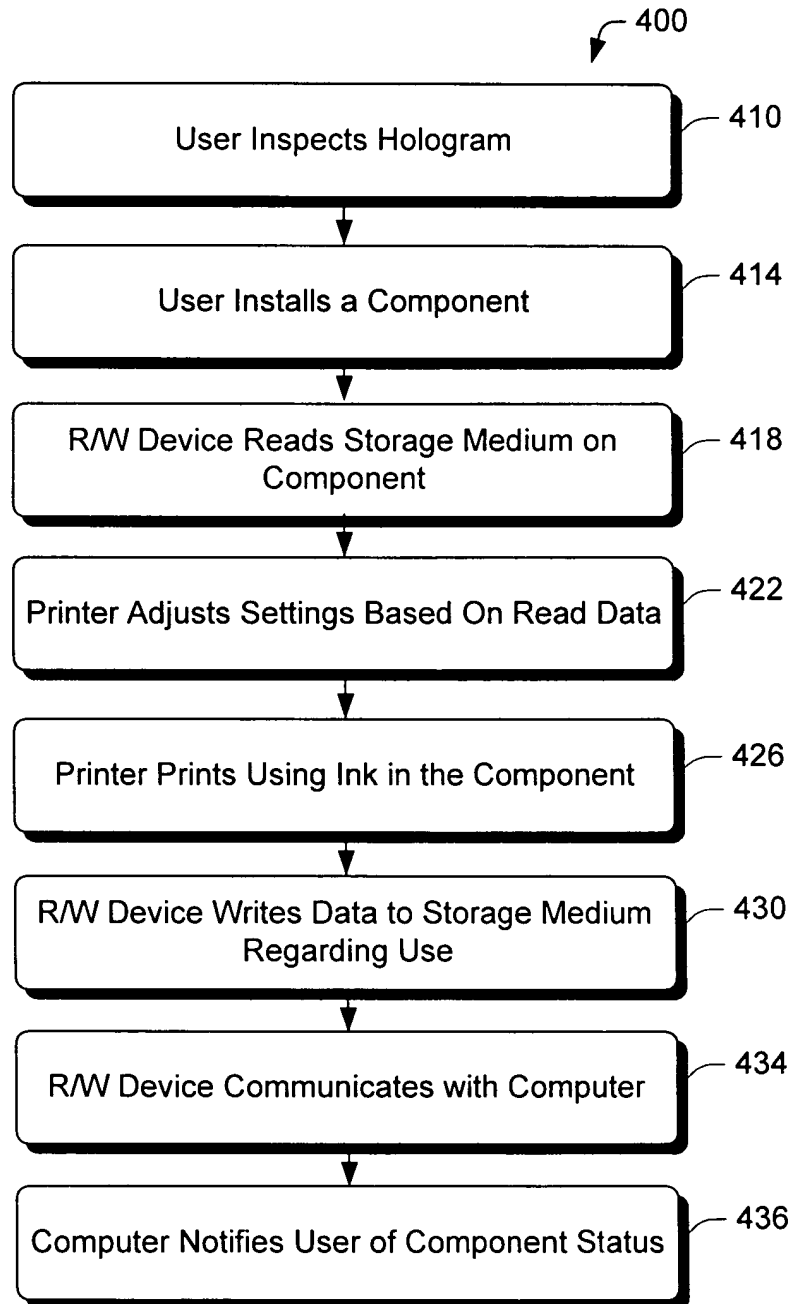 400
User Inspects Hologram
410
User Installs a Component
414
R/W Device Reads Storage Medium on
Component
418
Printer Adjusts Settings Based On Read Data
422
Printer Prints Using Ink in the Component
426
R/W Device Writes Data to Storage Medium
Regarding Use
430
R/W Device Communicates with Computer
434
Computer Notifies User of Component Status
436